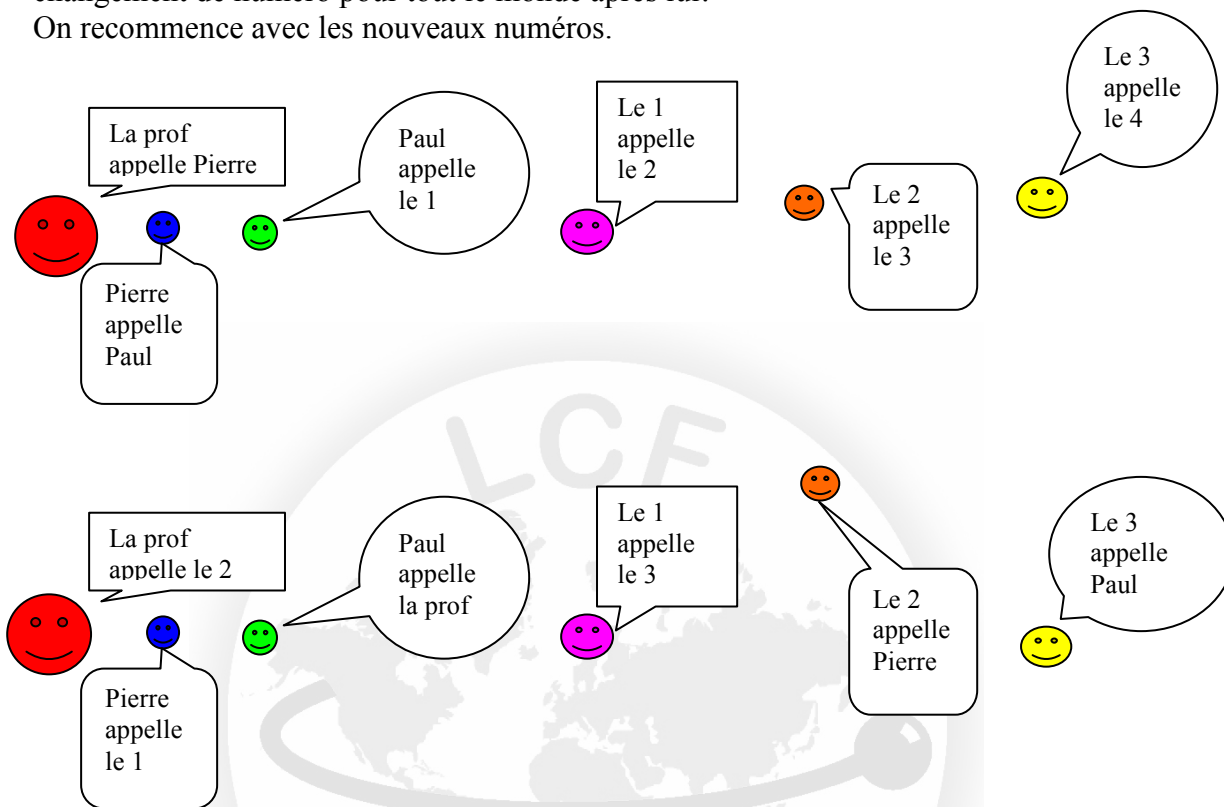 changement de numéro pour tout le monde après lui.
On recommence avec les nouveaux numéros.
La prof
appelle Pierre
Paul
appelle
le 1
Le 1
appelle
le 2
Le 2
appelle
le 3
Le 3
appelle
le 4
Pierre
appelle
Paul
LCF
La prof
appelle le 2
Paul
appelle
la prof
Le 1
appelle
le 3
Le 2
appelle
Pierre
Le 3
appelle
Paul
Pierre
appelle
le 1